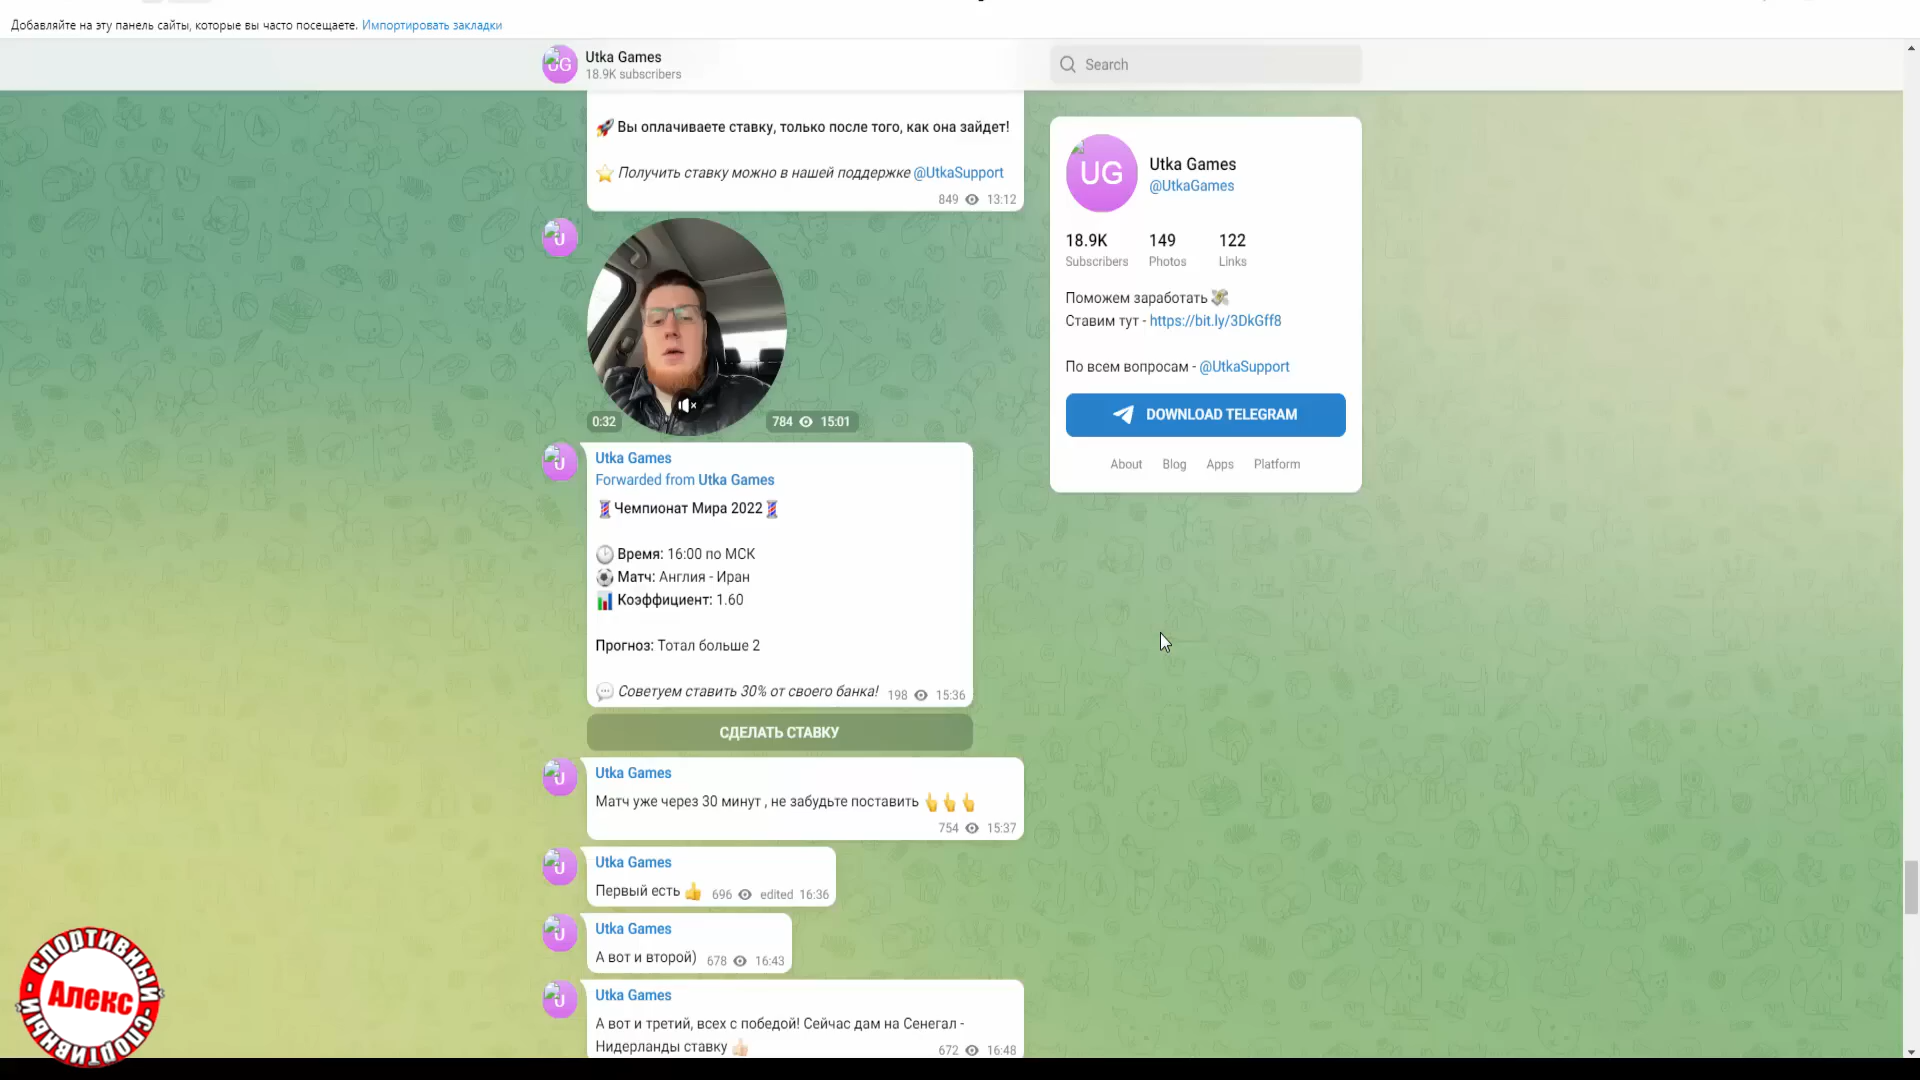 Добавляйте на эту панель сайты, которые вы часто посещаете. Импортировать закладки
UG
Utka Games
18.9K subscribers
Search
Вы оплачиваете ставку, только после того, как она зайдет!
Получить ставку можно в нашей поддержке @UtkaSupport
849 13:12
U
0:32
784 15:01
U
Utka Games
Forwarded from Utka Games
Чемпионат Мира 2022
Время: 16:00 по МСК
Матч: Англия - Иран
Коэффициент: 1.60
Прогноз: Тотал больше 2
Советуем ставить 30% от своего банка! 198 15:36
СДЕЛАТЬ СТАВКУ
U
Utka Games
Матч уже через 30 минут , не забудьте поставить
754 15:37
U
Utka Games
Первый есть 696 edited 16:36
U
Utka Games
А вот и второй) 678 16:43
U
Utka Games
А вот и третий, всех с победой! Сейчас дам на Сенегал -
Нидерланды ставку 672 16:48
UG
Utka Games
@UtkaGames
18.9K 149 122
Subscribers Photos Links
Поможем заработать
Ставим тут - https://bit.ly/3DkGff8
По всем вопросам - @UtkaSupport
DOWNLOAD TELEGRAM
About Blog Apps Platform
СПОРТИВНЫЙ
Алекс
СПОРТИВНЫЙ